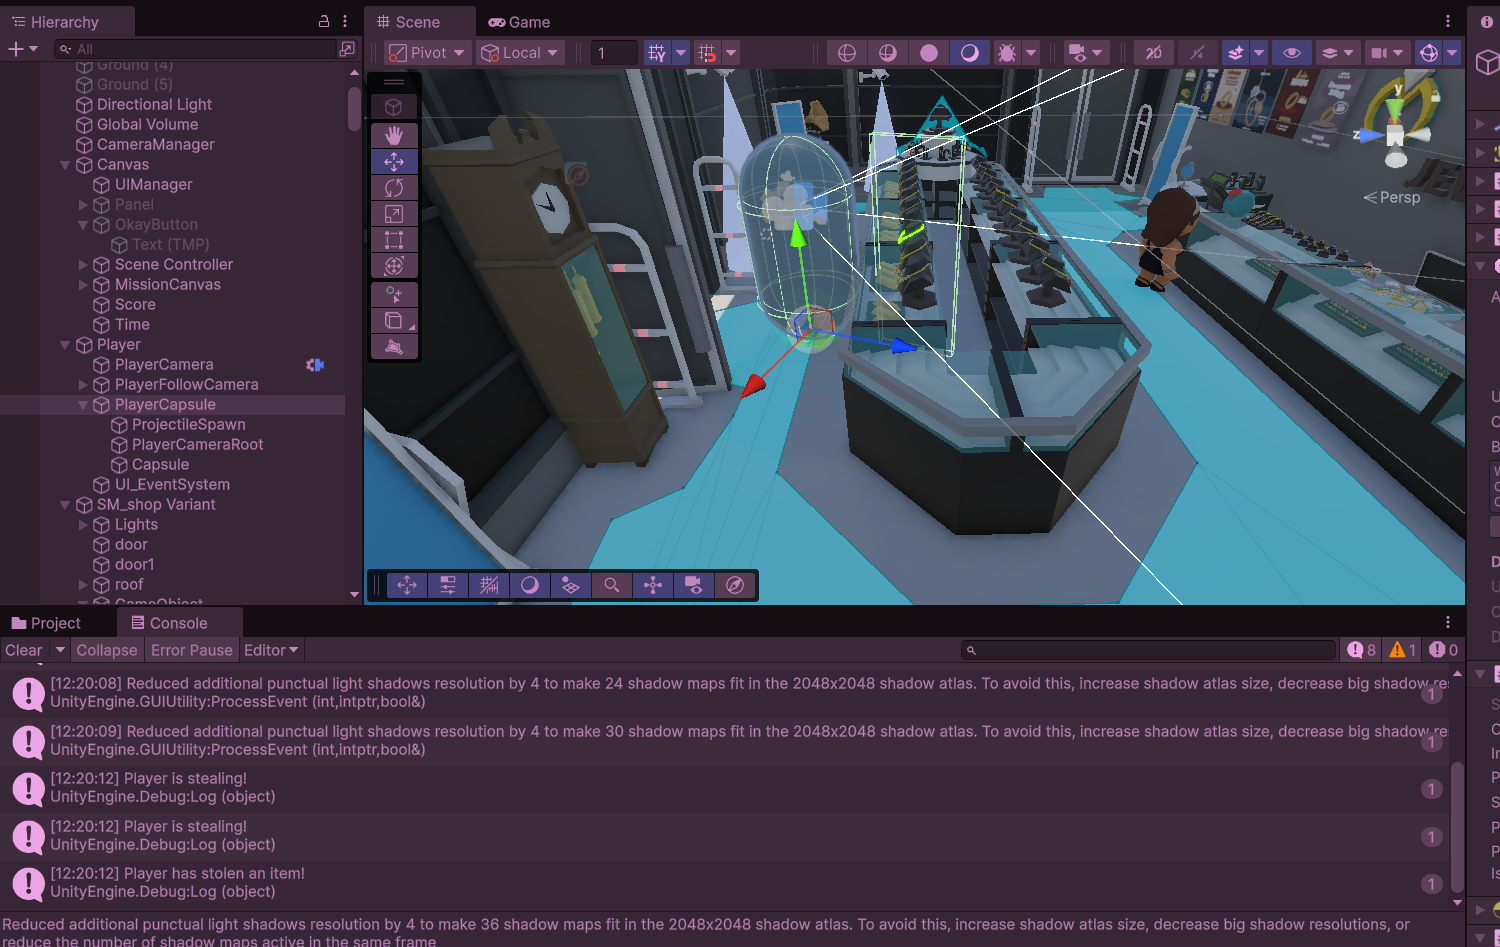 Hierarchy
All
Ground (4)
Ground (5)
Directional Light
Global Volume
CameraManager
Canvas
UIManager
Panel
OkayButton
Text (TMP)
Scene Controller
MissionCanvas
Score
Time
Player
PlayerCamera
PlayerFollowCamera
PlayerCapsule
ProjectileSpawn
PlayerCameraRoot
Capsule
UI_EventSystem
SM_shop Variant
Lights
door
door1
roof
GameObject
Scene Game
Pivot Local 1 2D
y
z
Persp
Project Console
Clear Collapse Error Pause Editor 8 1 0
[12:20:08] Reduced additional punctual light shadows resolution by 4 to make 24 shadow maps fit in the 2048x2048 shadow atlas. To avoid this, increase shadow atlas size, decrease big shadow res
UnityEngine.GUIUtility:ProcessEvent (int,intptr,bool&)
1
[12:20:09] Reduced additional punctual light shadows resolution by 4 to make 30 shadow maps fit in the 2048x2048 shadow atlas. To avoid this, increase shadow atlas size, decrease big shadow re
UnityEngine.GUIUtility:ProcessEvent (int,intptr,bool&)
1
[12:20:12] Player is stealing!
UnityEngine.Debug:Log (object)
1
[12:20:12] Player is stealing!
UnityEngine.Debug:Log (object)
1
[12:20:12] Player has stolen an item!
UnityEngine.Debug:Log (object)
1
Reduced additional punctual light shadows resolution by 4 to make 36 shadow maps fit in the 2048x2048 shadow atlas. To avoid this, increase shadow atlas size, decrease big shadow resolutions, or
reduce the number of shadow maps active in the same frame